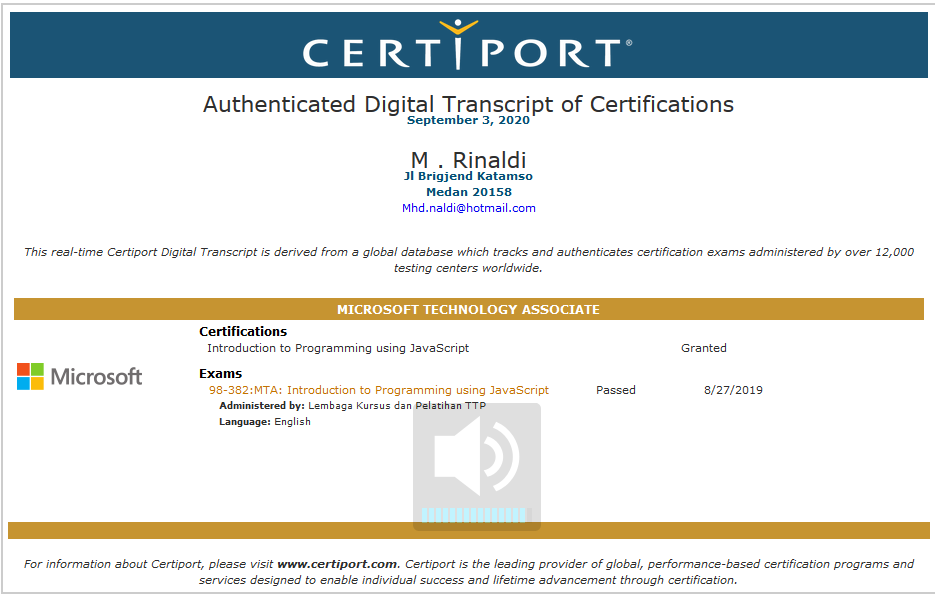 CERTIPORT®
Authenticated Digital Transcript of Certifications
September 3, 2020
M . Rinaldi
Jl Brigjend Katamso
Medan 20158
Mhd.naldi@hotmail.com
This real-time Certiport Digital Transcript is derived from a global database which tracks and authenticates certification exams administered by over 12,000
testing centers worldwide.
MICROSOFT TECHNOLOGY ASSOCIATE
Microsoft
Certifications
Introduction to Programming using JavaScript Granted
Exams
98-382:MTA: Introduction to Programming using JavaScript Passed 8/27/2019
Administered by: Lembaga Kursus dan Pelatihan TTP
Language: English
For information about Certiport, please visit www.certiport.com. Certiport is the leading provider of global, performance-based certification programs and
services designed to enable individual success and lifetime advancement through certification.